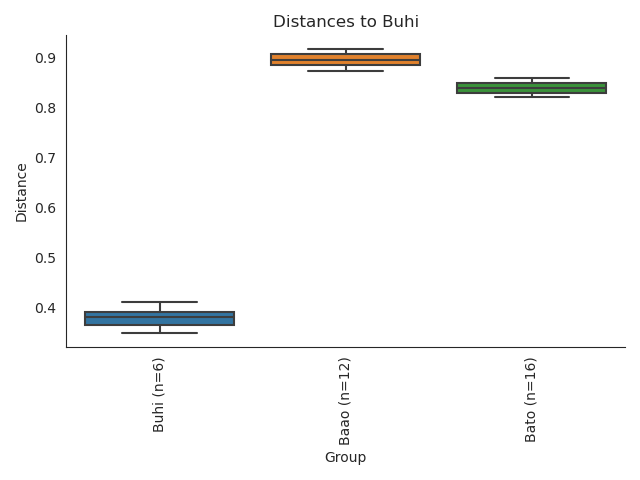 Distances to Buhi
Distance
0.9
0.8
0.7
0.6
0.5
0.4
Buhi (n=6)
Baao (n=12)
Bato (n=16)
Group